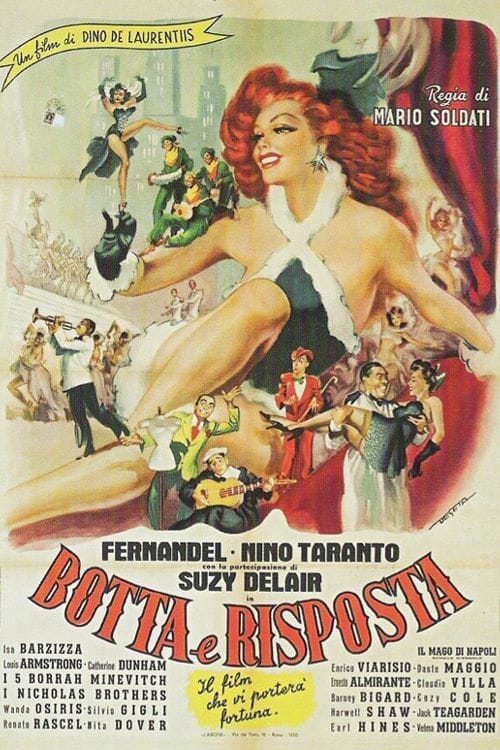 Un film di DINO DE LAURENTIIS
Regia di
MARIO SOLDATI
DESETA
FERNANDEL · NINO TARANTO
con la partecipazione di
SUZY DELAIR
in
BOTTA e RISPOSTA
Isa BARZIZZA
Louis ARMSTRONG - Catherine DUNHAM
I 5 BORRAH MINEVITCH
I NICHOLAS BROTHERS
Wanda OSIRIS - Silvio GIGLI
Renato RASCEL - Nita DOVER
Il film
che vi porterà
fortuna.
IL MAGO DI NAPOLI
Enrico VIARISIO - Dante MAGGIO
Ernesto ALMIRANTE - Claudio VILLA
Barney BIGARD - Cozy COLE
Harwell SHAW - Jack TEAGARDEN
Earl HINES - Velma MIDDLETON